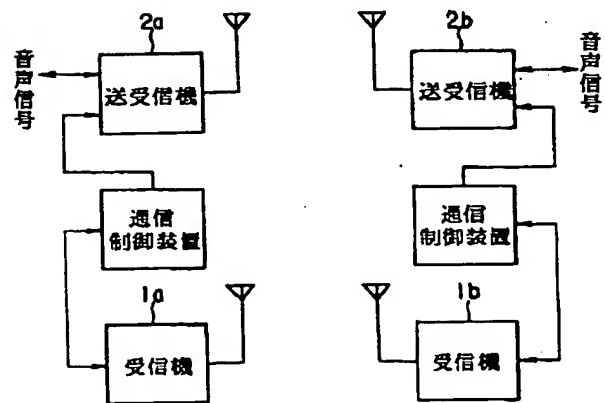 2a
2b
音声信号
送受信機
送受信機
音声信号
通信
制御装置
通信
制御装置
1a
1b
受信機
受信機